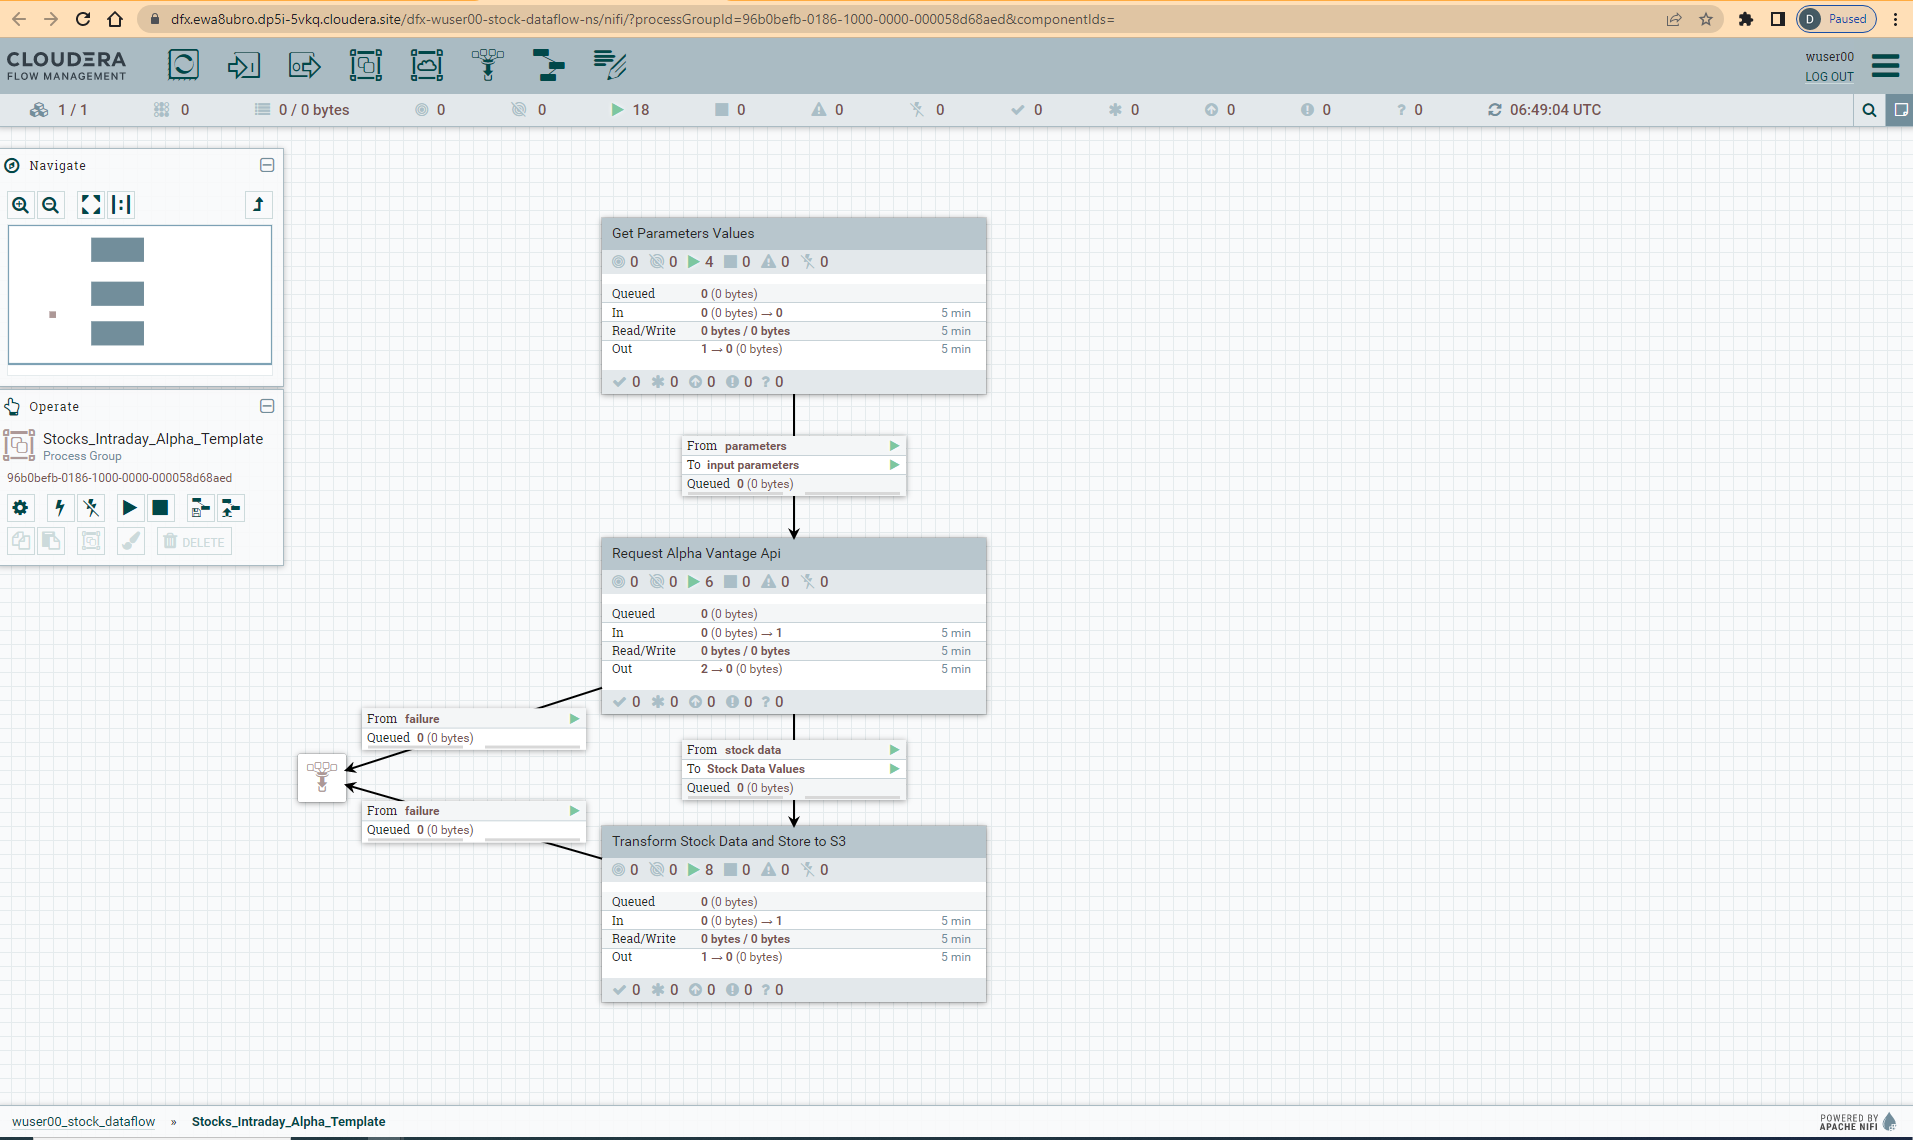 dfx.ewa8ubro.dp5i-5vkq.cloudera.site/dfx-wuser00-stock-dataflow-ns/nifi/?processGroupId=96b0befb-0186-1000-0000-000058d68aed&componentIds=
D Paused
CLOUDERA
FLOW MANAGEMENT
wuser00
LOG OUT
1 / 1 0 0 / 0 bytes 0 0 18 0 0 0 0 0 0 0 ? 0 06:49:04 UTC
Navigate
Operate
Stocks_Intraday_Alpha_Template
Process Group
96b0befb-0186-1000-0000-000058d68aed
DELETE
Get Parameters Values
0 0 4 0 0 0
Queued 0 (0 bytes)
In 0 (0 bytes) → 0 5 min
Read/Write 0 bytes / 0 bytes 5 min
Out 1 → 0 (0 bytes) 5 min
0 0 0 0 ? 0
From parameters
To input parameters
Queued 0 (0 bytes)
Request Alpha Vantage Api
0 0 6 0 0 0
Queued 0 (0 bytes)
In 0 (0 bytes) → 1 5 min
Read/Write 0 bytes / 0 bytes 5 min
Out 2 → 0 (0 bytes) 5 min
0 0 0 0 ? 0
From failure
Queued 0 (0 bytes)
From stock data
To Stock Data Values
Queued 0 (0 bytes)
From failure
Queued 0 (0 bytes)
Transform Stock Data and Store to S3
0 0 8 0 0 0
Queued 0 (0 bytes)
In 0 (0 bytes) → 1 5 min
Read/Write 0 bytes / 0 bytes 5 min
Out 1 → 0 (0 bytes) 5 min
0 0 0 0 ? 0
wuser00_stock_dataflow » Stocks_Intraday_Alpha_Template
POWERED BY
APACHE NIFI